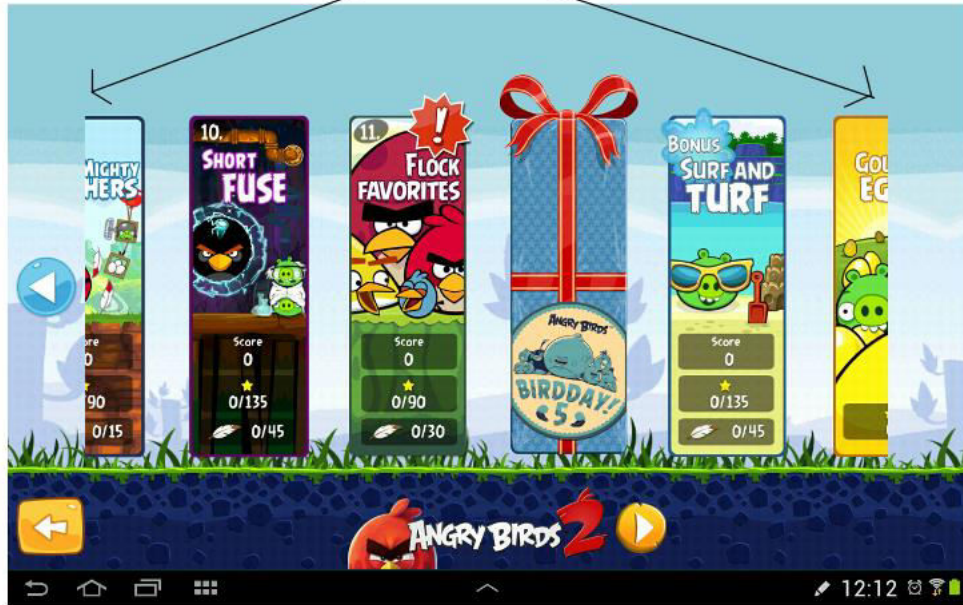 MIGHTY
HERS
Score
0
/90
0/15
10.
SHORT
FUSE
Score
0
0/135
0/45
11.
!
FLOCK
FAVORITES
Score
0
0/90
0/30
ANGRY BIRDS
BIRDDAY!
5
BONUS
SURF AND
TURF
Score
0
0/135
0/45
GOL
EG
ANGRY BIRDS 2
12:12